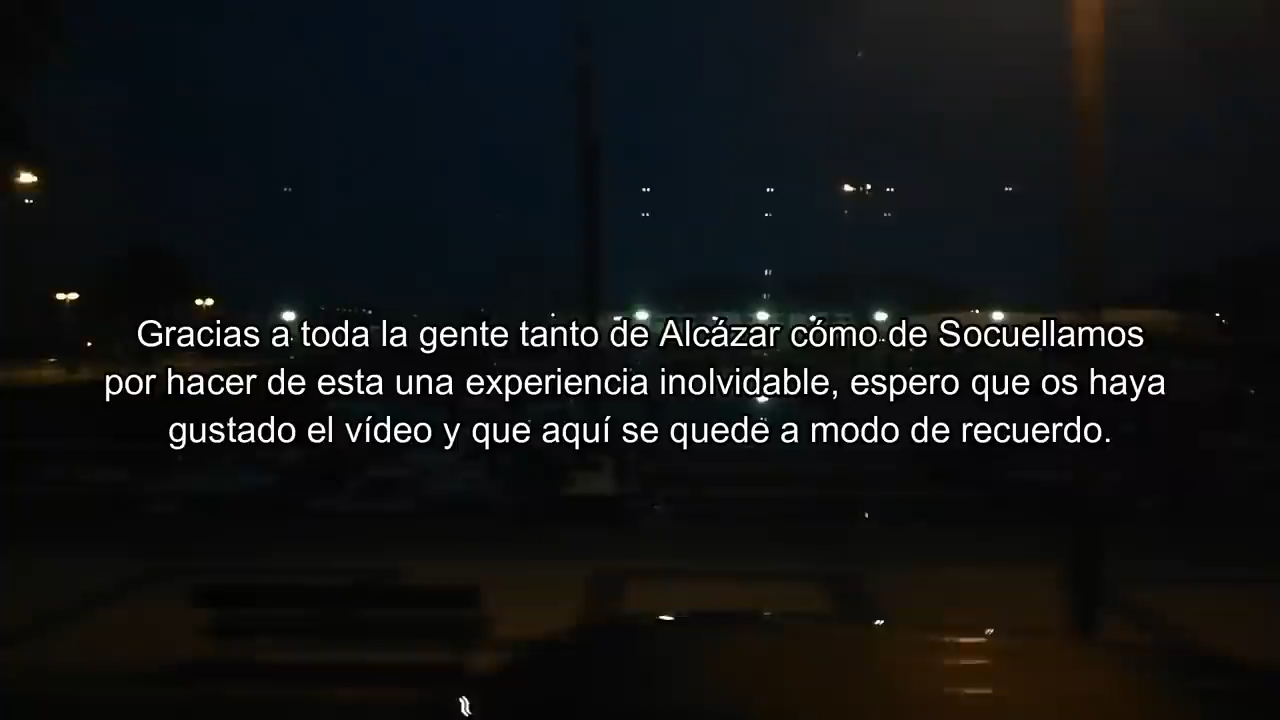 Gracias a toda la gente tanto de Alcázar cómo de Socuellamos
por hacer de esta una experiencia inolvidable, espero que os haya
gustado el vídeo y que aquí se quede a modo de recuerdo.